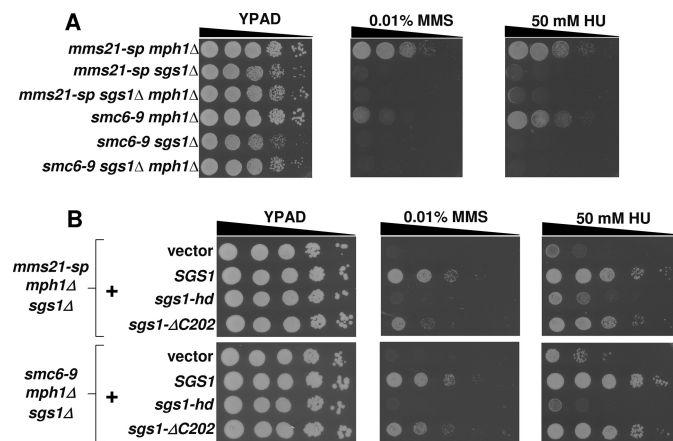 A
YPAD 0.01% MMS 50 mM HU
mms21-sp mph1Δ
mms21-sp sgs1
mms21-sp sgs1Δ mph1Δ
smc6-9 mph1Δ
smc6-9 sgs1Δ
smc6-9 sgs1Δ mph1Δ
B
YPAD 0.01% MMS 50 mM HU
mms21-sp
mph1Δ
sgs1Δ
+
vector
SGS1
sgs1-hd
sgs1-ΔC202
smc6-9
mph1Δ
sgs1Δ
+
vector
SGS1
sgs1-hd
sgs1-ΔC202